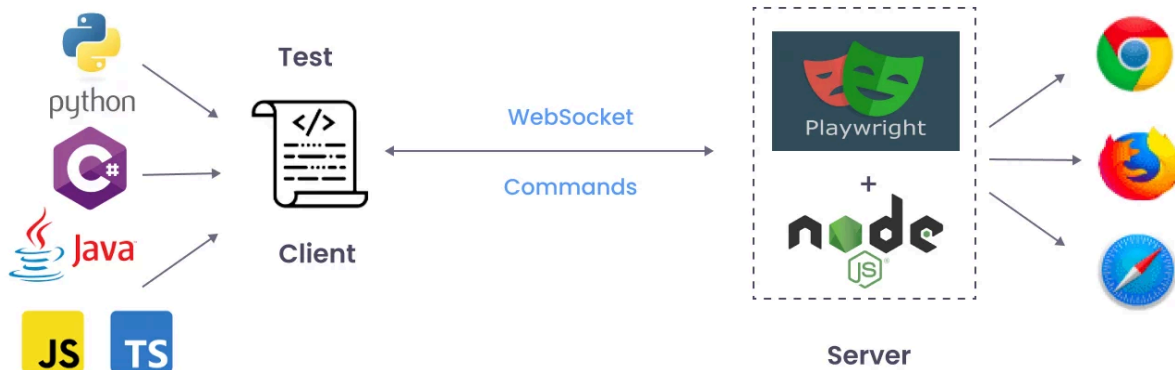 python
C#
Java
JS
TS
Test
</>
Client
WebSocket
Commands
Playwright
+
node
JS
Server